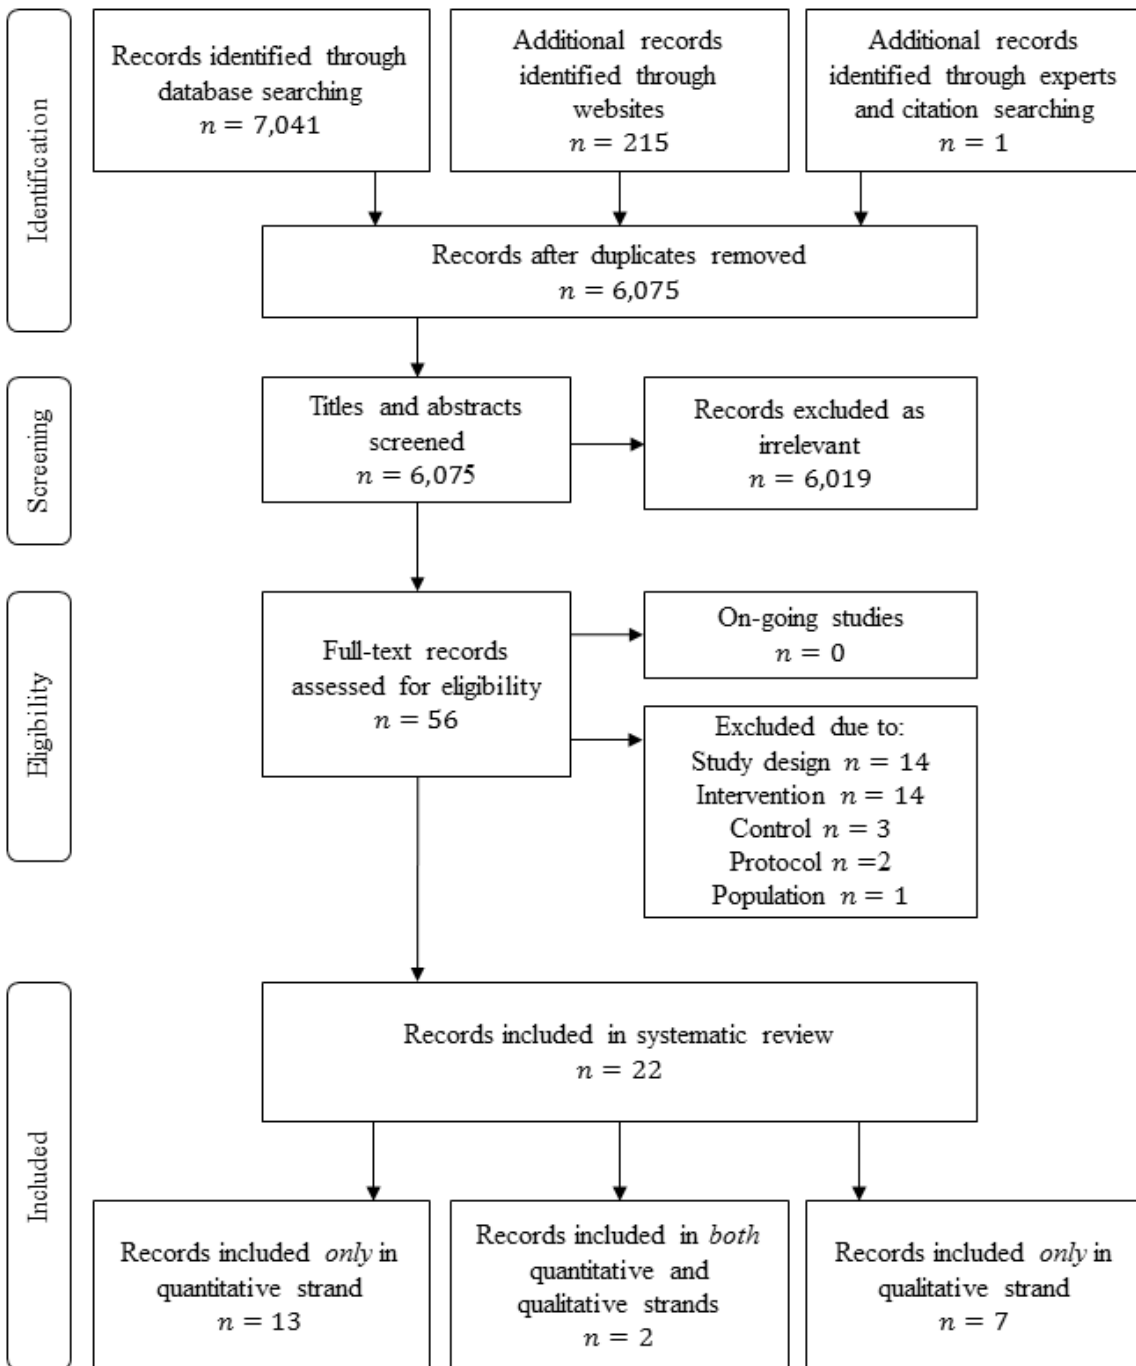 Identification
Records identified through
database searching
n = 7,041
Additional records
identified through
websites
n = 215
Additional records
identified through experts
and citation searching
n = 1
Records after duplicates removed
n = 6,075
Screening
Titles and abstracts
screened
n = 6,075
Records excluded as
irrelevant
n = 6,019
Eligibility
Full-text records
assessed for eligibility
n = 56
On-going studies
n = 0
Excluded due to:
Study design n = 14
Intervention n = 14
Control n = 3
Protocol n =2
Population n = 1
Included
Records included in systematic review
n = 22
Records included only in
quantitative strand
n = 13
Records included in both
quantitative and
qualitative strands
n = 2
Records included only in
qualitative strand
n = 7